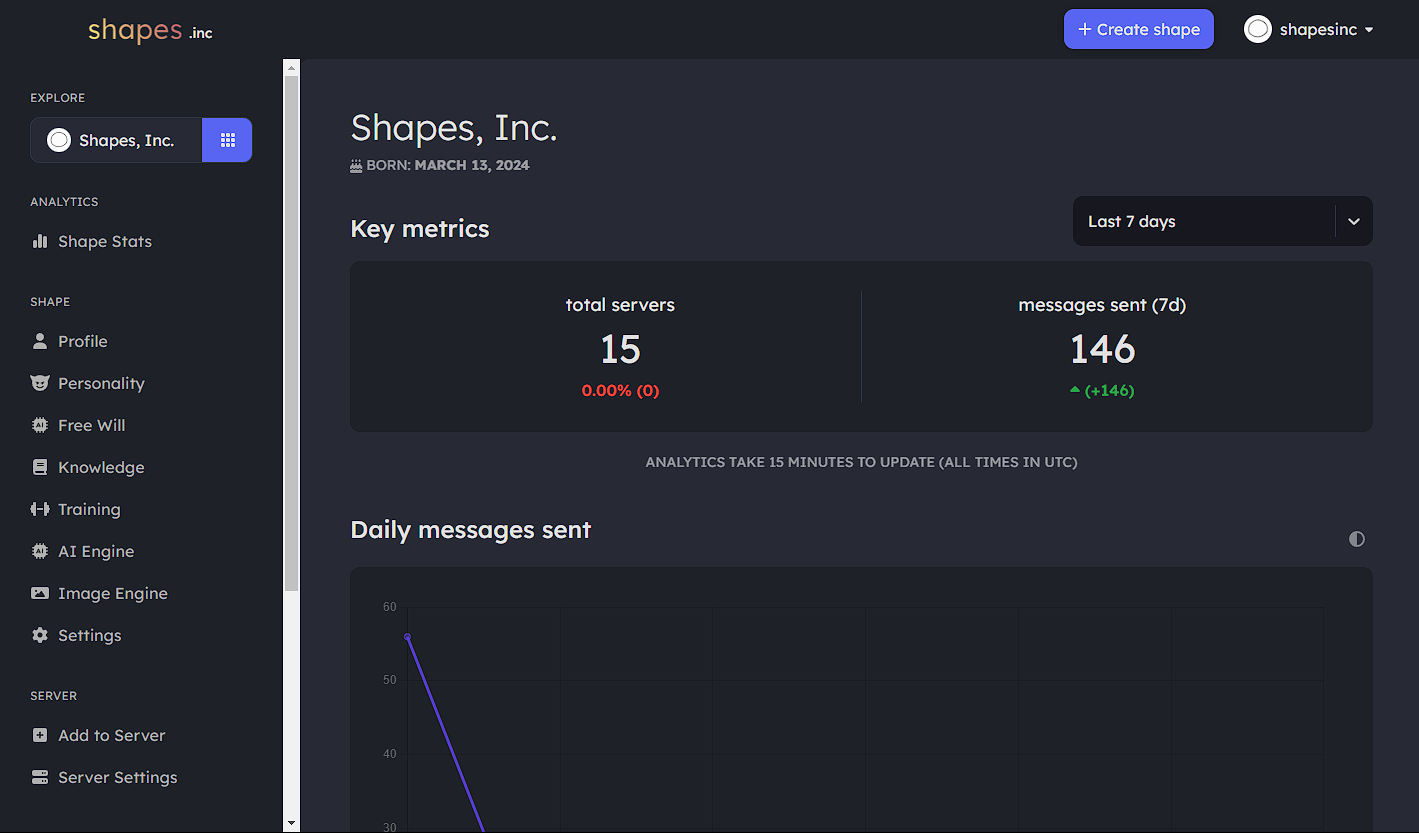 shapes .inc
+ Create shape
shapesinc
EXPLORE
Shapes, Inc.
ANALYTICS
Shape Stats
SHAPE
Profile
Personality
Free Will
Knowledge
Training
AI Engine
Image Engine
Settings
SERVER
Add to Server
Server Settings
Shapes, Inc.
BORN: MARCH 13, 2024
Key metrics
Last 7 days
total servers
15
0.00% (0)
messages sent (7d)
146
(+146)
ANALYTICS TAKE 15 MINUTES TO UPDATE (ALL TIMES IN UTC)
Daily messages sent
60
50
40
30